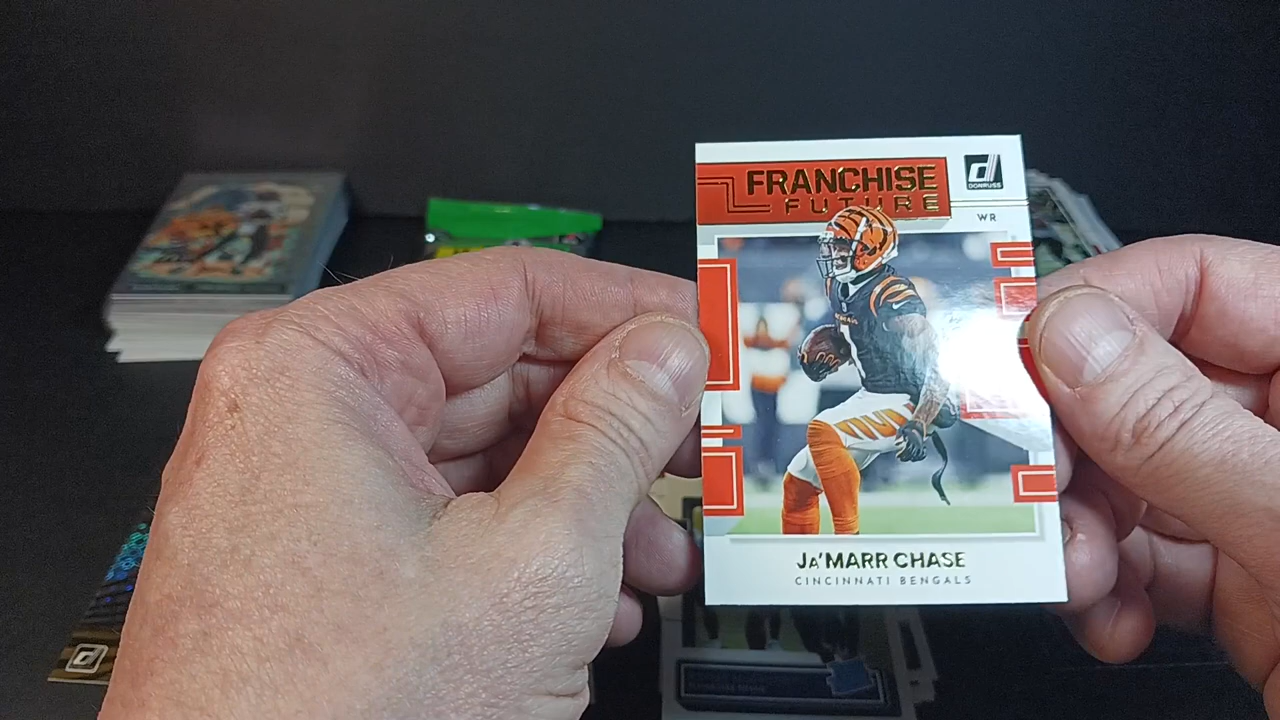 FRANCHISE
FUTURE
DONRUSS
WR
JA'MARR CHASE
CINCINNATI BENGALS